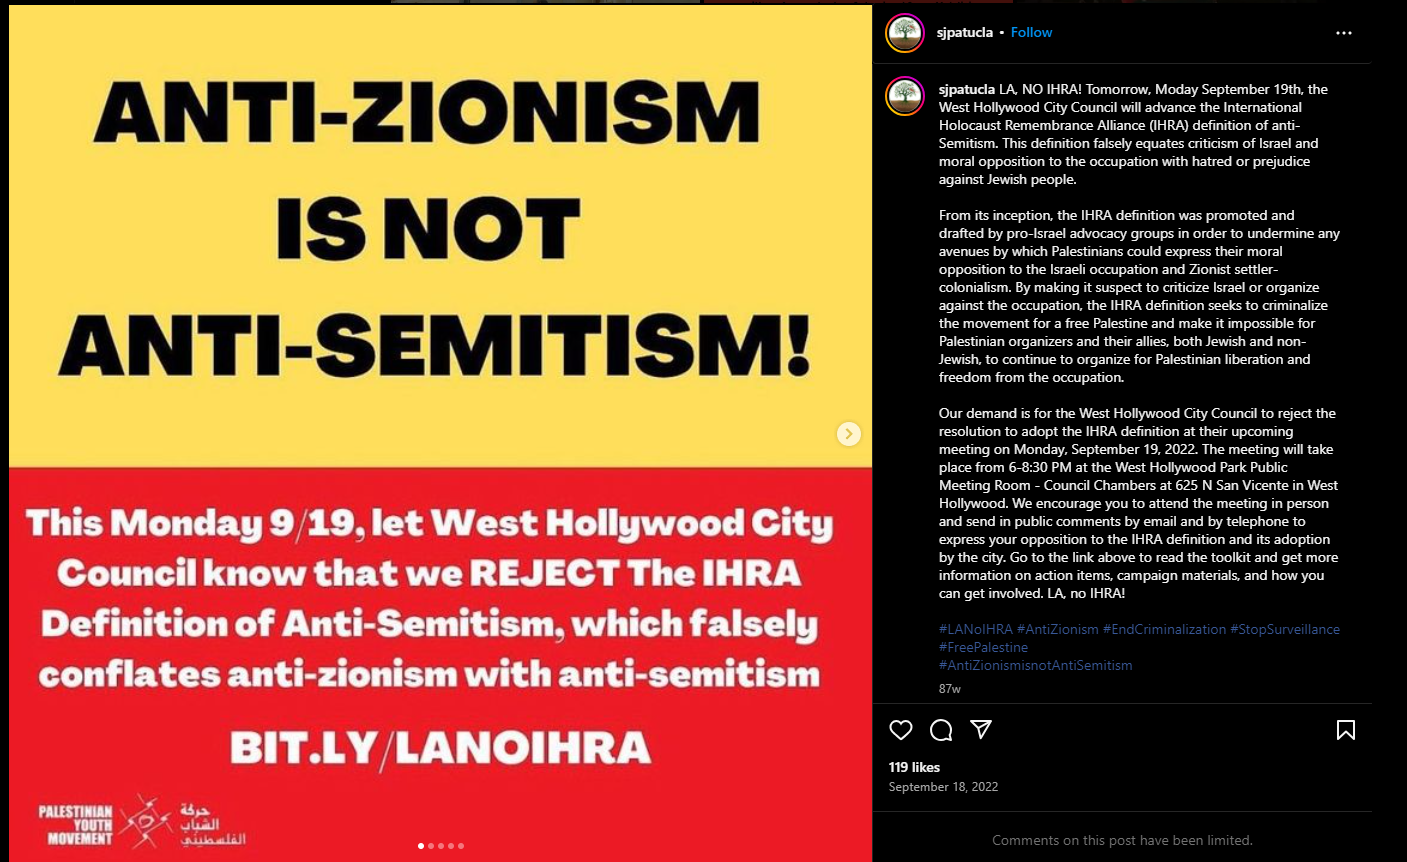 ANTI-ZIONISM
IS NOT
ANTI-SEMITISM!
This Monday 9/19, let West Hollywood City
Council know that we REJECT The IHRA
Definition of Anti-Semitism, which falsely
conflates anti-zionism with anti-semitism
BIT.LY/LANOIHRA
PALESTINIAN
YOUTH
MOVEMENT
حركة
الشباب
الفلسطيني
sjpatucla • Follow
sjpatucla LA, NO IHRA! Tomorrow, Moday September 19th, the
West Hollywood City Council will advance the International
Holocaust Remembrance Alliance (IHRA) definition of anti-
Semitism. This definition falsely equates criticism of Israel and
moral opposition to the occupation with hatred or prejudice
against Jewish people.
From its inception, the IHRA definition was promoted and
drafted by pro-Israel advocacy groups in order to undermine any
avenues by which Palestinians could express their moral
opposition to the Israeli occupation and Zionist settler-
colonialism. By making it suspect to criticize Israel or organize
against the occupation, the IHRA definition seeks to criminalize
the movement for a free Palestine and make it impossible for
Palestinian organizers and their allies, both Jewish and non-
Jewish, to continue to organize for Palestinian liberation and
freedom from the occupation.
Our demand is for the West Hollywood City Council to reject the
resolution to adopt the IHRA definition at their upcoming
meeting on Monday, September 19, 2022. The meeting will take
place from 6-8:30 PM at the West Hollywood Park Public
Meeting Room - Council Chambers at 625 N San Vicente in West
Hollywood. We encourage you to attend the meeting in person
and send in public comments by email and by telephone to
express your opposition to the IHRA definition and its adoption
by the city. Go to the link above to read the toolkit and get more
information on action items, campaign materials, and how you
can get involved. LA, no IHRA!
#LANoIHRA #AntiZionism #EndCriminalization #StopSurveillance
#FreePalestine
#AntiZionismisnotAntiSemitism
87w
119 likes
September 18, 2022
Comments on this post have been limited.